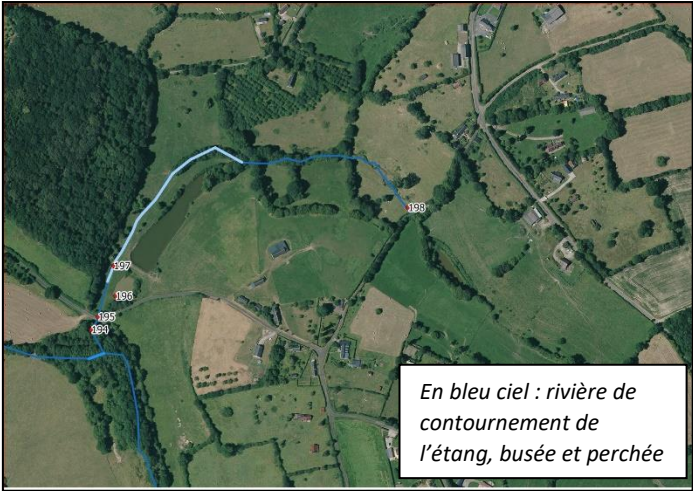 198
197
196
195
194
En bleu ciel : rivière de
contournement de
l'étang, busée et perchée